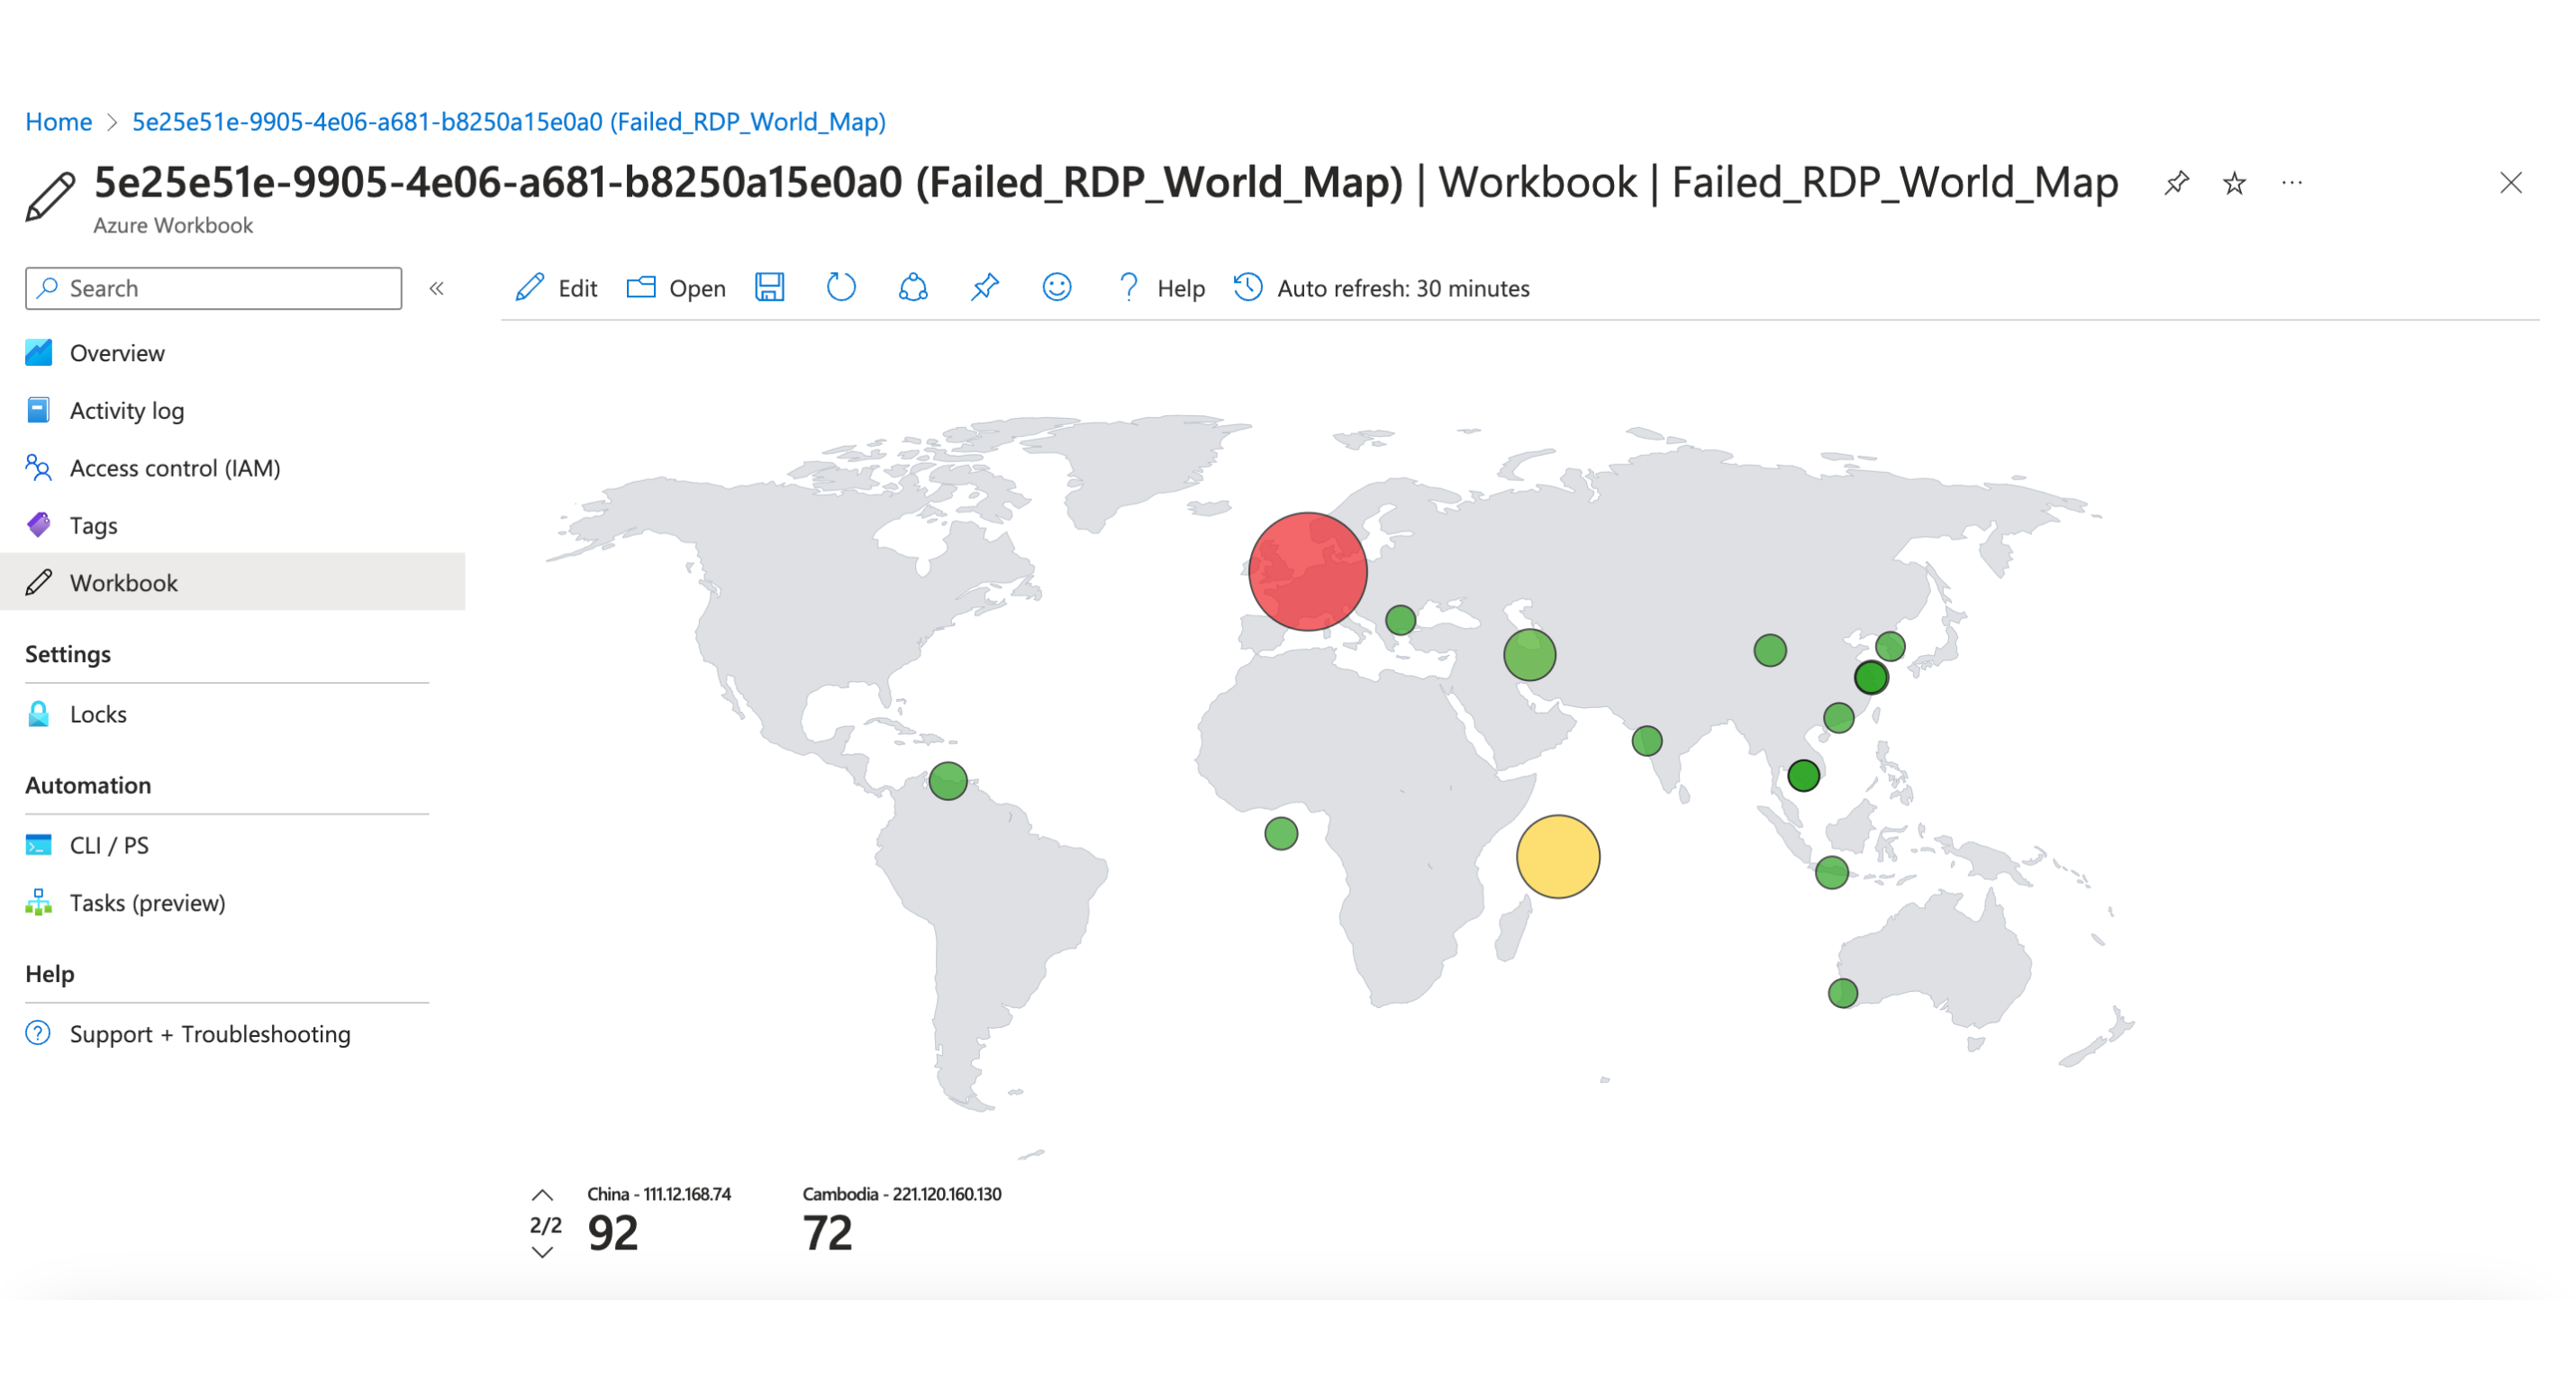 Home > 5e25e51e-9905-4e06-a681-b8250a15e0a0 (Failed_RDP_World_Map)
5e25e51e-9905-4e06-a681-b8250a15e0a0 (Failed_RDP_World_Map) | Workbook | Failed_RDP_World_Map
Azure Workbook
Search
Edit Open Help Auto refresh: 30 minutes
Overview
Activity log
Access control (IAM)
Tags
Workbook
Settings
Locks
Automation
CLI / PS
Tasks (preview)
Help
Support + Troubleshooting
China - 111.12.168.74 Cambodia - 221.120.160.130
2/2 92 72